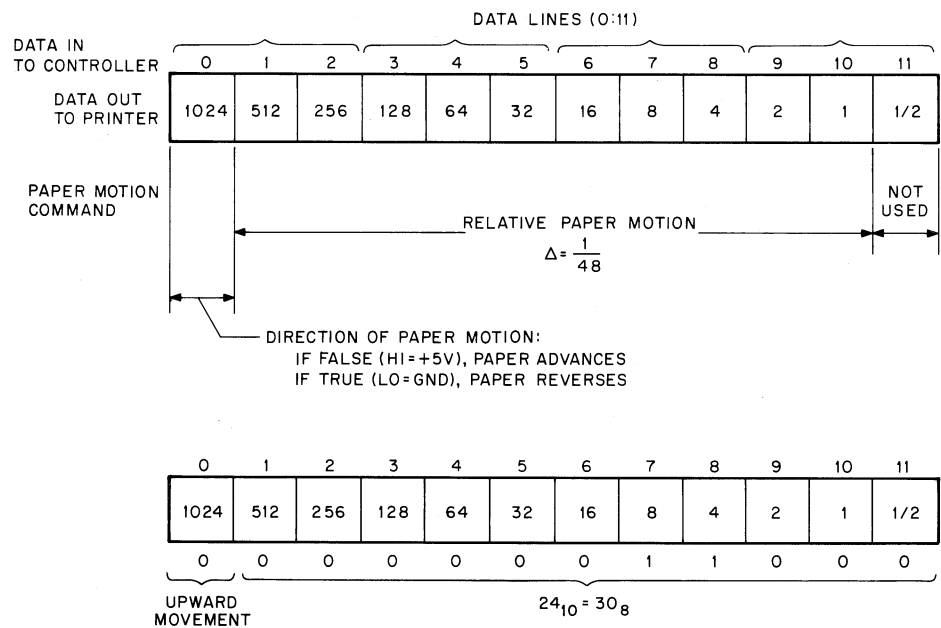 DATA LINES (0:11)
DATA IN
TO CONTROLLER 0 1 2 3 4 5 6 7 8 9 10 11
DATA OUT
TO PRINTER 1024 512 256 128 64 32 16 8 4 2 1 1/2
PAPER MOTION
COMMAND
NOT
USED
RELATIVE PAPER MOTION
Δ= 1/48
DIRECTION OF PAPER MOTION:
IF FALSE (HI=+5V), PAPER ADVANCES
IF TRUE (LO=GND), PAPER REVERSES
0 1 2 3 4 5 6 7 8 9 10 11
1024 512 256 128 64 32 16 8 4 2 1 1/2
0 0 0 0 0 0 0 1 1 0 0 0
UPWARD
MOVEMENT
24₁₀=30₈